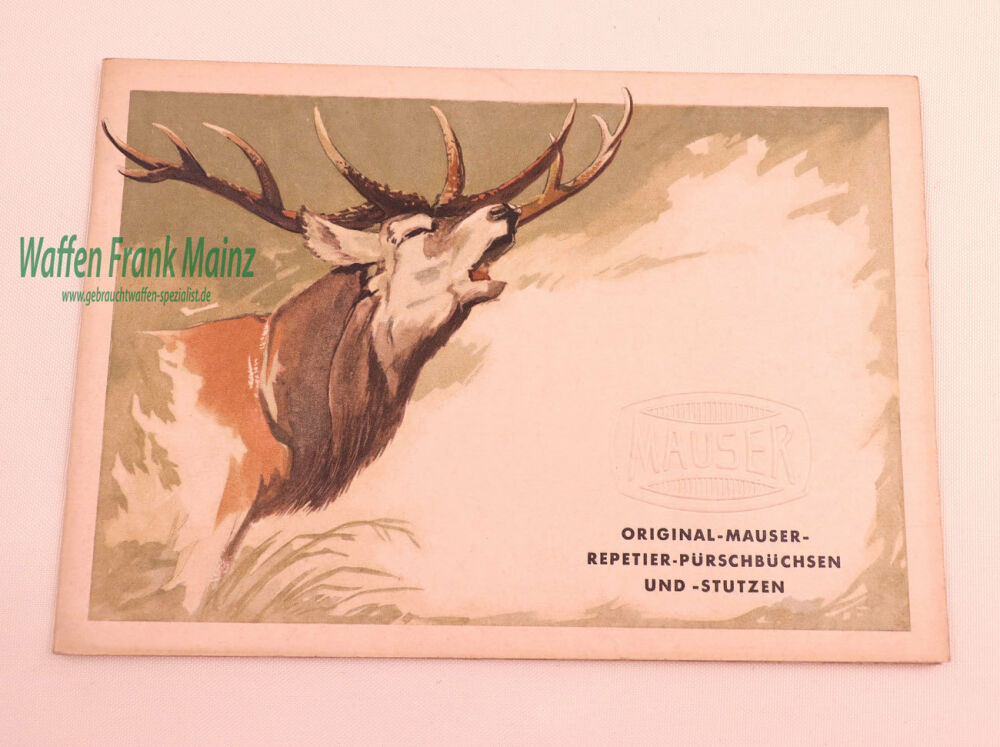 Waffen Frank Mainz
www.gebrauchtwaffen-spezialist.de
MAUSER
ORIGINAL-MAUSER-
REPETIER-PÜRSCHBÜCHSEN
UND -STUTZEN